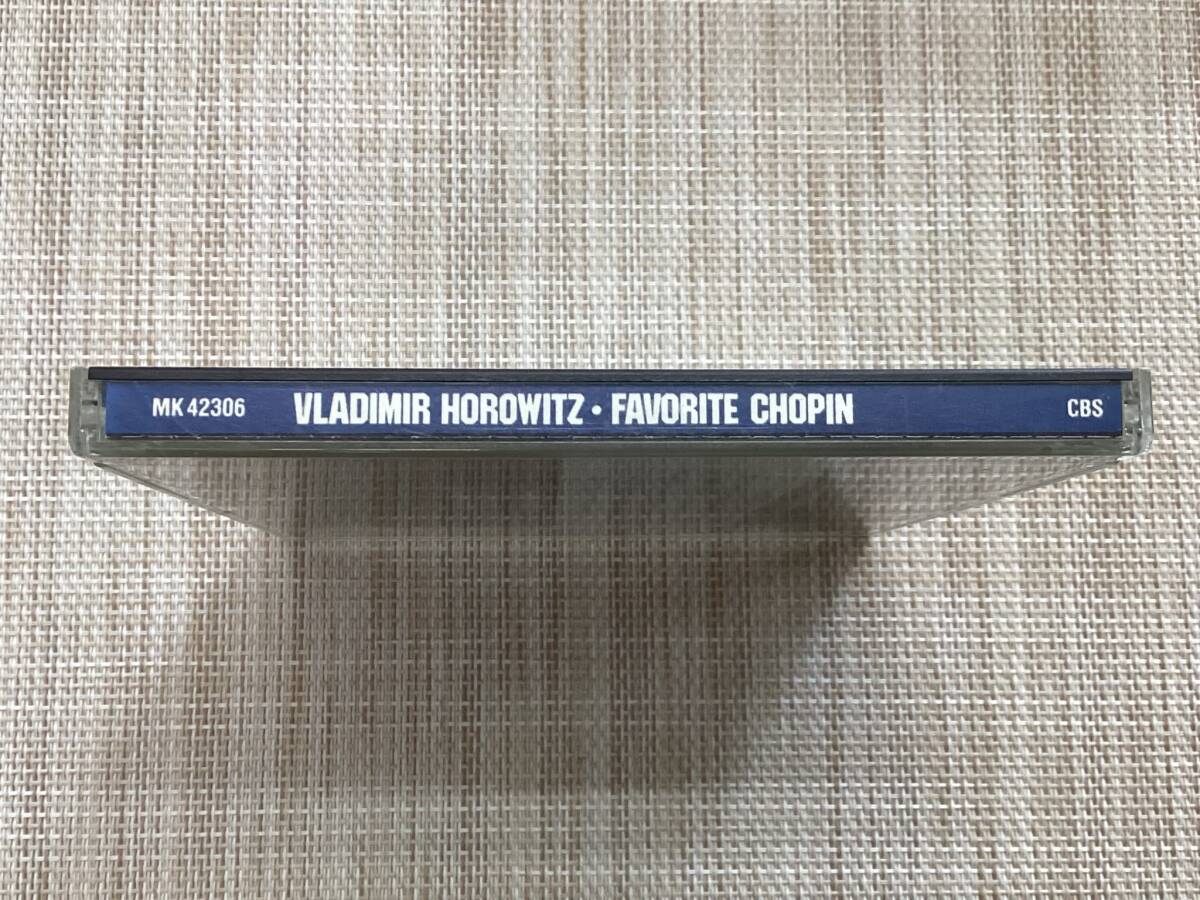 MK 42306 VLADIMIR HOROWITZ • FAVORITE CHOPIN CBS